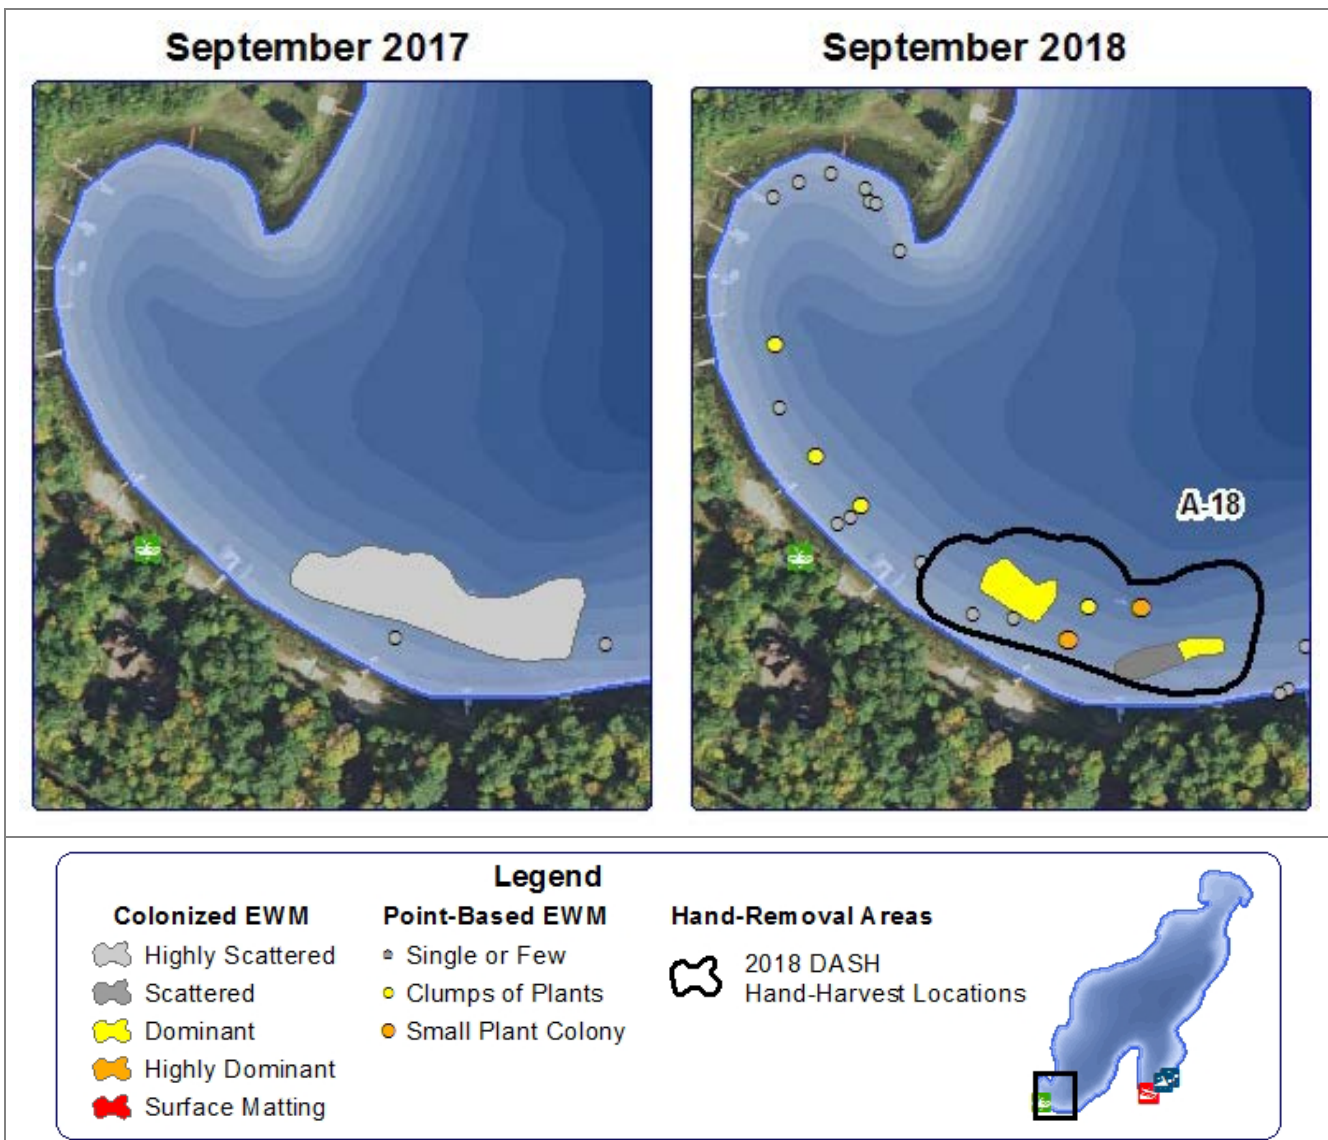 September 2017
September 2018
A-18
Legend
Colonized EWM
Highly Scattered
Scattered
Dominant
Highly Dominant
Surface Matting
Point-Based EWM
Single or Few
Clumps of Plants
Small Plant Colony
Hand-Removal Areas
2018 DASH
Hand-Harvest Locations